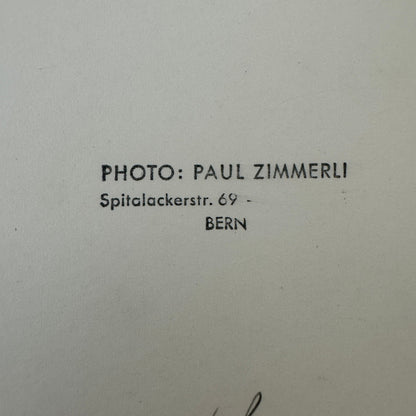 PHOTO: PAUL ZIMMERLI
Spitalackerstr. 69
BERN